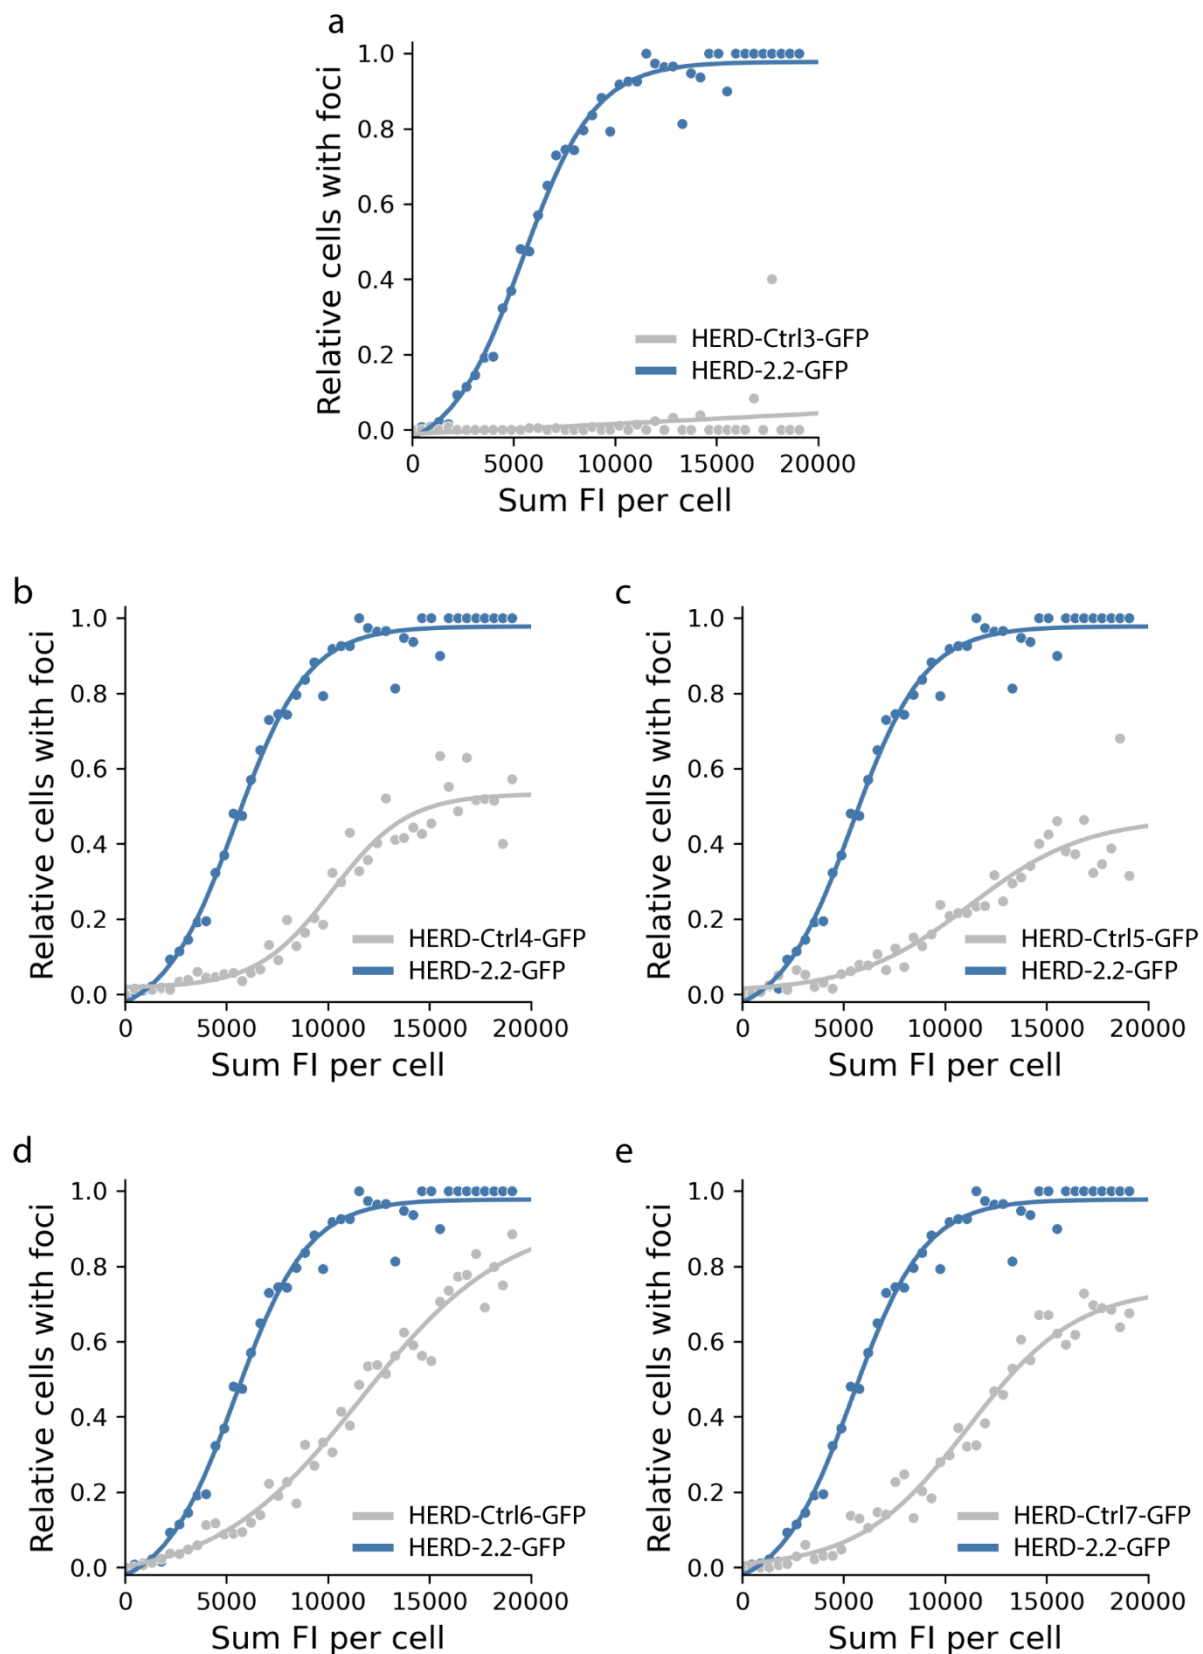 a
1.0
0.8
0.6
0.4
0.2
0.0
Relative cells with foci
HERD-Ctrl3-GFP
HERD-2.2-GFP
0 5000 10000 15000 20000
Sum FI per cell
b
1.0
0.8
0.6
0.4
0.2
0.0
Relative cells with foci
HERD-Ctrl4-GFP
HERD-2.2-GFP
0 5000 10000 15000 20000
Sum FI per cell
c
1.0
0.8
0.6
0.4
0.2
0.0
Relative cells with foci
HERD-Ctrl5-GFP
HERD-2.2-GFP
0 5000 10000 15000 20000
Sum FI per cell
d
1.0
0.8
0.6
0.4
0.2
0.0
Relative cells with foci
HERD-Ctrl6-GFP
HERD-2.2-GFP
0 5000 10000 15000 20000
Sum FI per cell
e
1.0
0.8
0.6
0.4
0.2
0.0
Relative cells with foci
HERD-Ctrl7-GFP
HERD-2.2-GFP
0 5000 10000 15000 20000
Sum FI per cell